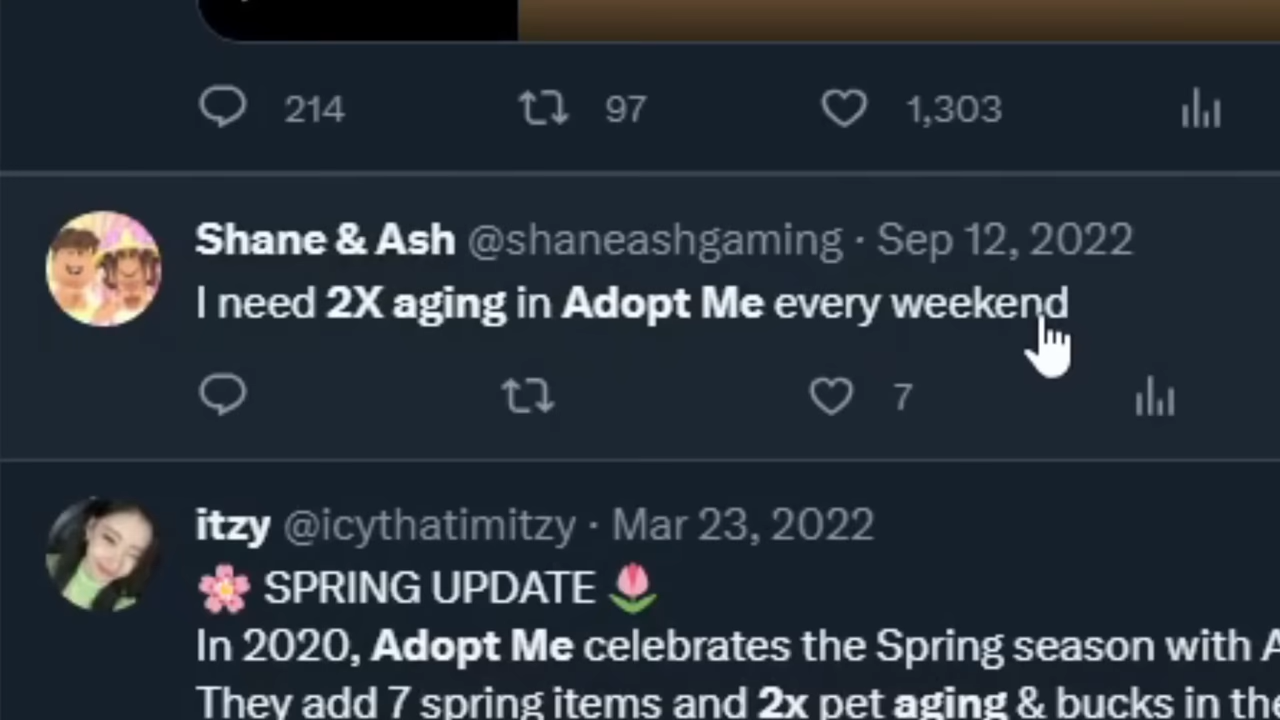 214 97 1,303
Shane & Ash @shaneashgaming · Sep 12, 2022
I need 2X aging in Adopt Me every weekend
7
itzy @icythatimitzy · Mar 23, 2022
🌸 SPRING UPDATE 🌷
In 2020, Adopt Me celebrates the Spring season with A
They add 7 spring items and 2x pet aging & bucks in the